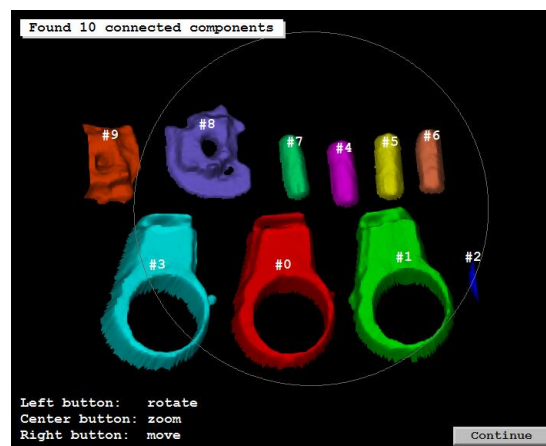 Found 10 connected components
#9
#8
#7
#4
#5
#6
#3
#0
#1
#2
Left button: rotate
Center button: zoom
Right button: move
Continue